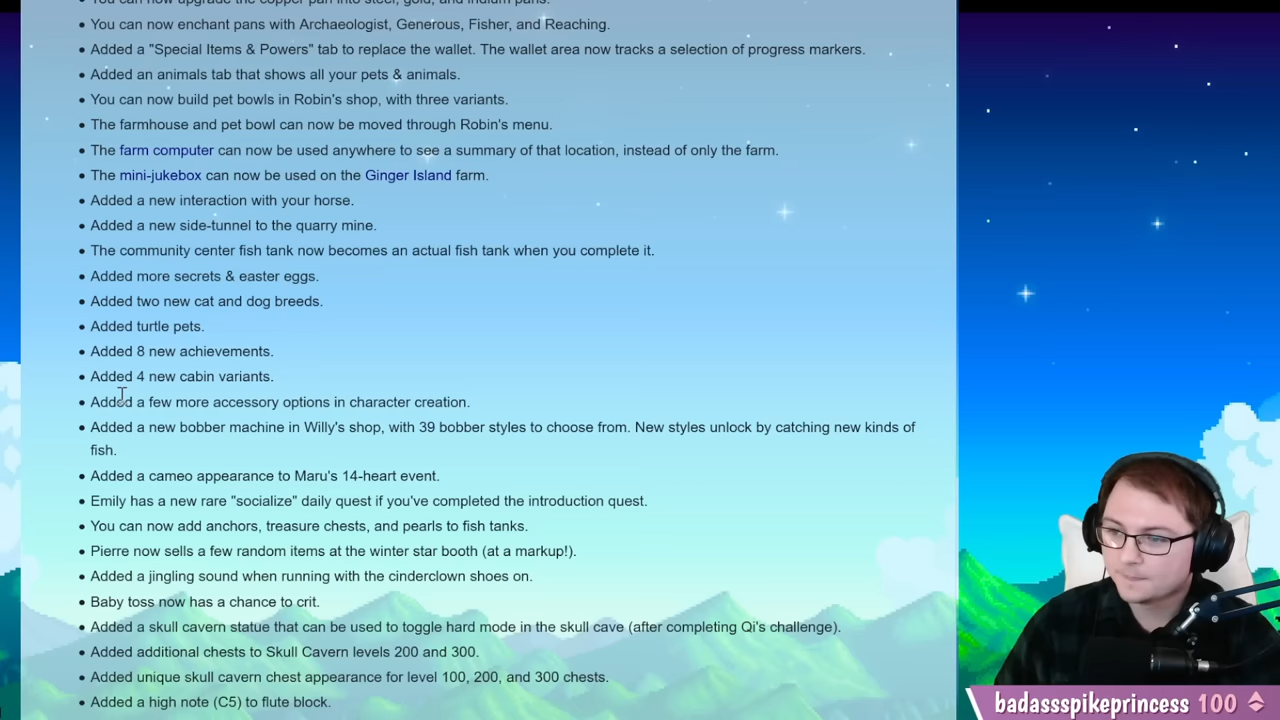 You can now upgrade the copper pan into steel, gold, and iridium pans.
• You can now enchant pans with Archaeologist, Generous, Fisher, and Reaching.
• Added a "Special Items & Powers" tab to replace the wallet. The wallet area now tracks a selection of progress markers.
• Added an animals tab that shows all your pets & animals.
• You can now build pet bowls in Robin's shop, with three variants.
• The farmhouse and pet bowl can now be moved through Robin's menu.
• The farm computer can now be used anywhere to see a summary of that location, instead of only the farm.
• The mini-jukebox can now be used on the Ginger Island farm.
• Added a new interaction with your horse.
• Added a new side-tunnel to the quarry mine.
• The community center fish tank now becomes an actual fish tank when you complete it.
• Added more secrets & easter eggs.
• Added two new cat and dog breeds.
• Added turtle pets.
• Added 8 new achievements.
• Added 4 new cabin variants.
• Added a few more accessory options in character creation.
• Added a new bobber machine in Willy's shop, with 39 bobber styles to choose from. New styles unlock by catching new kinds of
fish.
• Added a cameo appearance to Maru's 14-heart event.
• Emily has a new rare "socialize" daily quest if you've completed the introduction quest.
• You can now add anchors, treasure chests, and pearls to fish tanks.
• Pierre now sells a few random items at the winter star booth (at a markup!).
• Added a jingling sound when running with the cinderclown shoes on.
• Baby toss now has a chance to crit.
• Added a skull cavern statue that can be used to toggle hard mode in the skull cave (after completing Qi's challenge).
• Added additional chests to Skull Cavern levels 200 and 300.
• Added unique skull cavern chest appearance for level 100, 200, and 300 chests.
• Added a high note (C5) to flute block.
badassspikeprincess 100